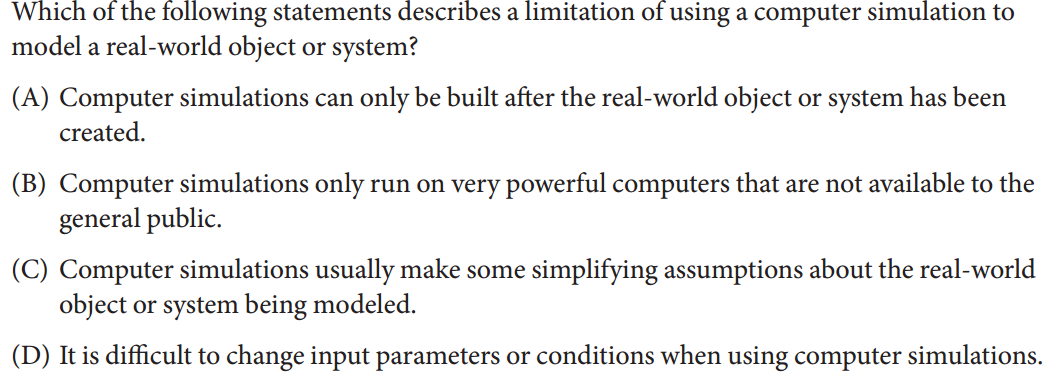 Which of the following statements describes a limitation of using a computer simulation to
model a real-world object or system?
(A) Computer simulations can only be built after the real-world object or system has been
created.
(B) Computer simulations only run on very powerful computers that are not available to the
general public.
(C) Computer simulations usually make some simplifying assumptions about the real-world
object or system being modeled.
(D) It is difficult to change input parameters or conditions when using computer simulations.